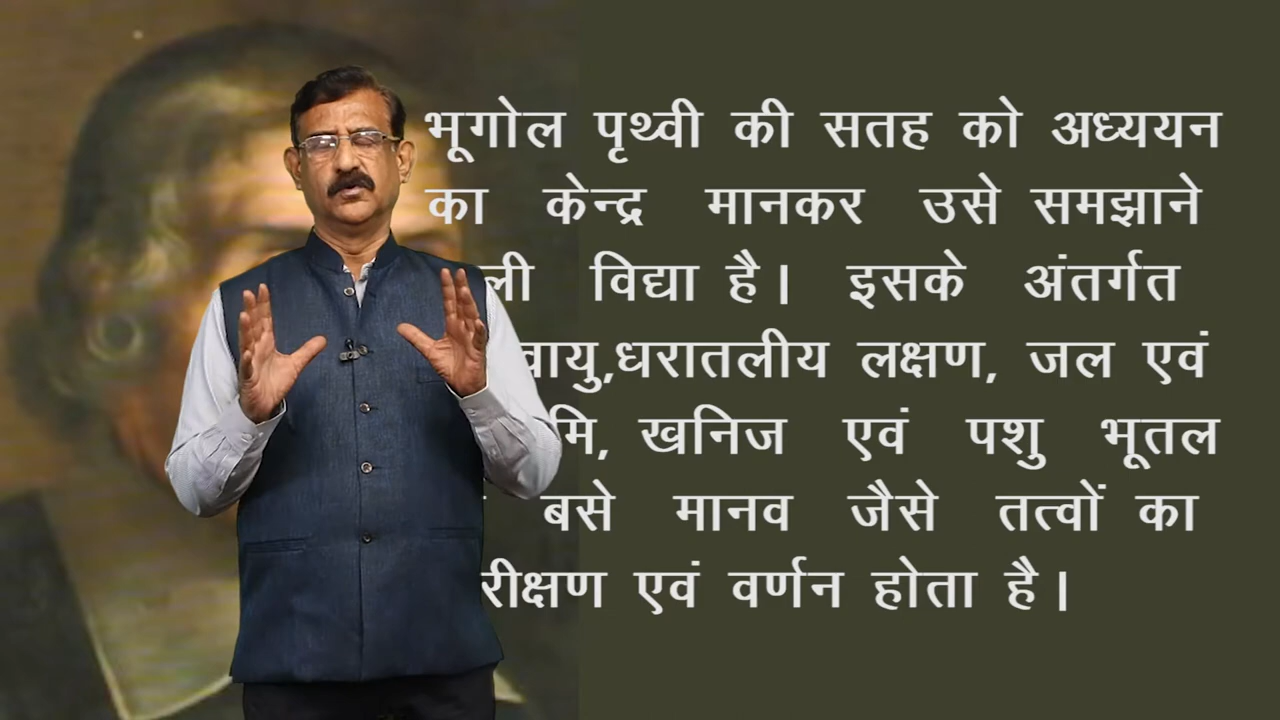 भूगोल पृथ्वी की सतह को अध्ययन
का केन्द्र मानकर उसे समझाने
विद्या है। इसके अंतर्गत
धरातलीय लक्षण, जल एवं
खनिज एवं पशु भूतल
बसे मानव जैसे तत्वों का
एवं वर्णन होता है।